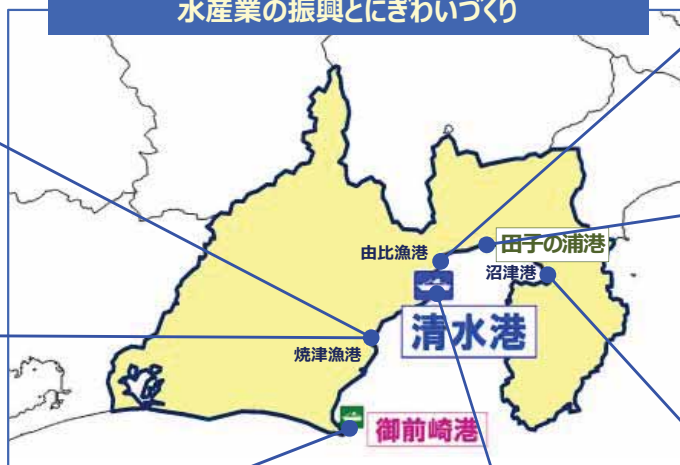 水産業の振興とにぎわいづくり
田子の浦港
由比漁港
沼津港
清水港
焼津漁港
御前崎港